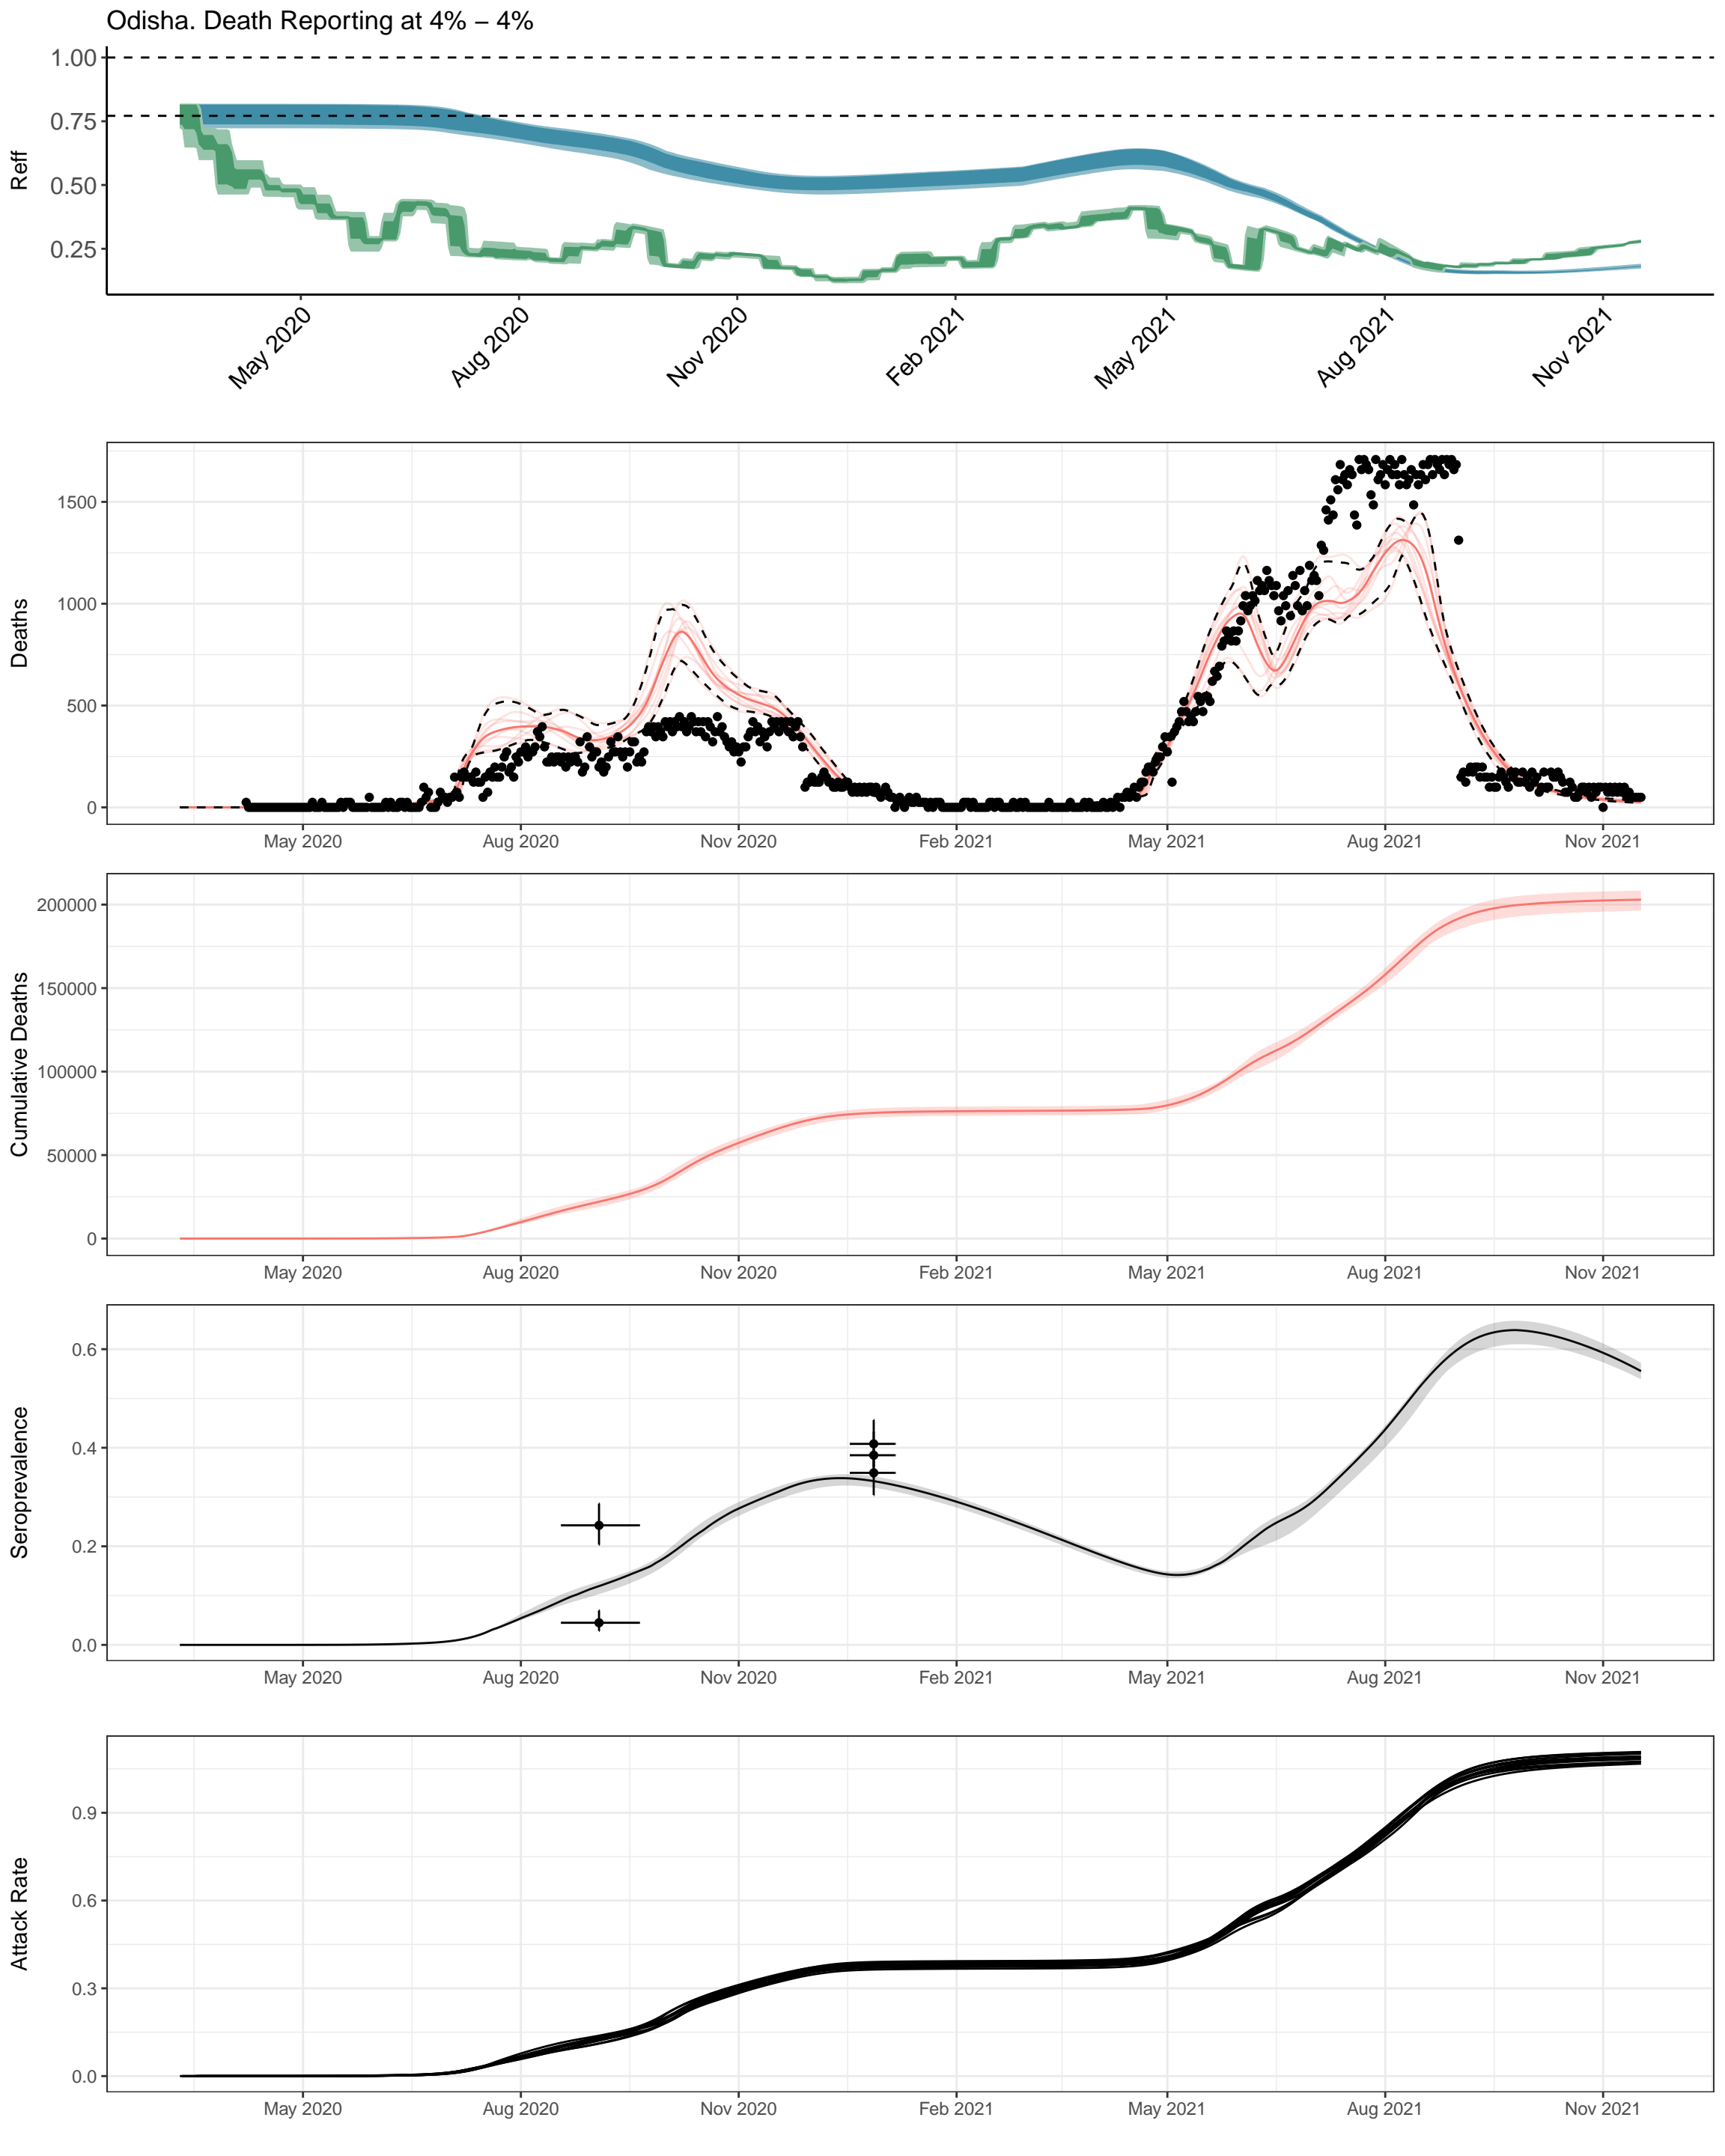 Odisha. Death Reporting at 4% – 4%
Reff
1.00
0.75
0.50
0.25
May 2020
Aug 2020
Nov 2020
Feb 2021
May 2021
Aug 2021
Nov 2021
Deaths
1500
1000
500
0
May 2020
Aug 2020
Nov 2020
Feb 2021
May 2021
Aug 2021
Nov 2021
Cumulative Deaths
200000
150000
100000
50000
0
May 2020
Aug 2020
Nov 2020
Feb 2021
May 2021
Aug 2021
Nov 2021
Seroprevalence
0.6
0.4
0.2
0.0
May 2020
Aug 2020
Nov 2020
Feb 2021
May 2021
Aug 2021
Nov 2021
Attack Rate
0.9
0.6
0.3
0.0
May 2020
Aug 2020
Nov 2020
Feb 2021
May 2021
Aug 2021
Nov 2021